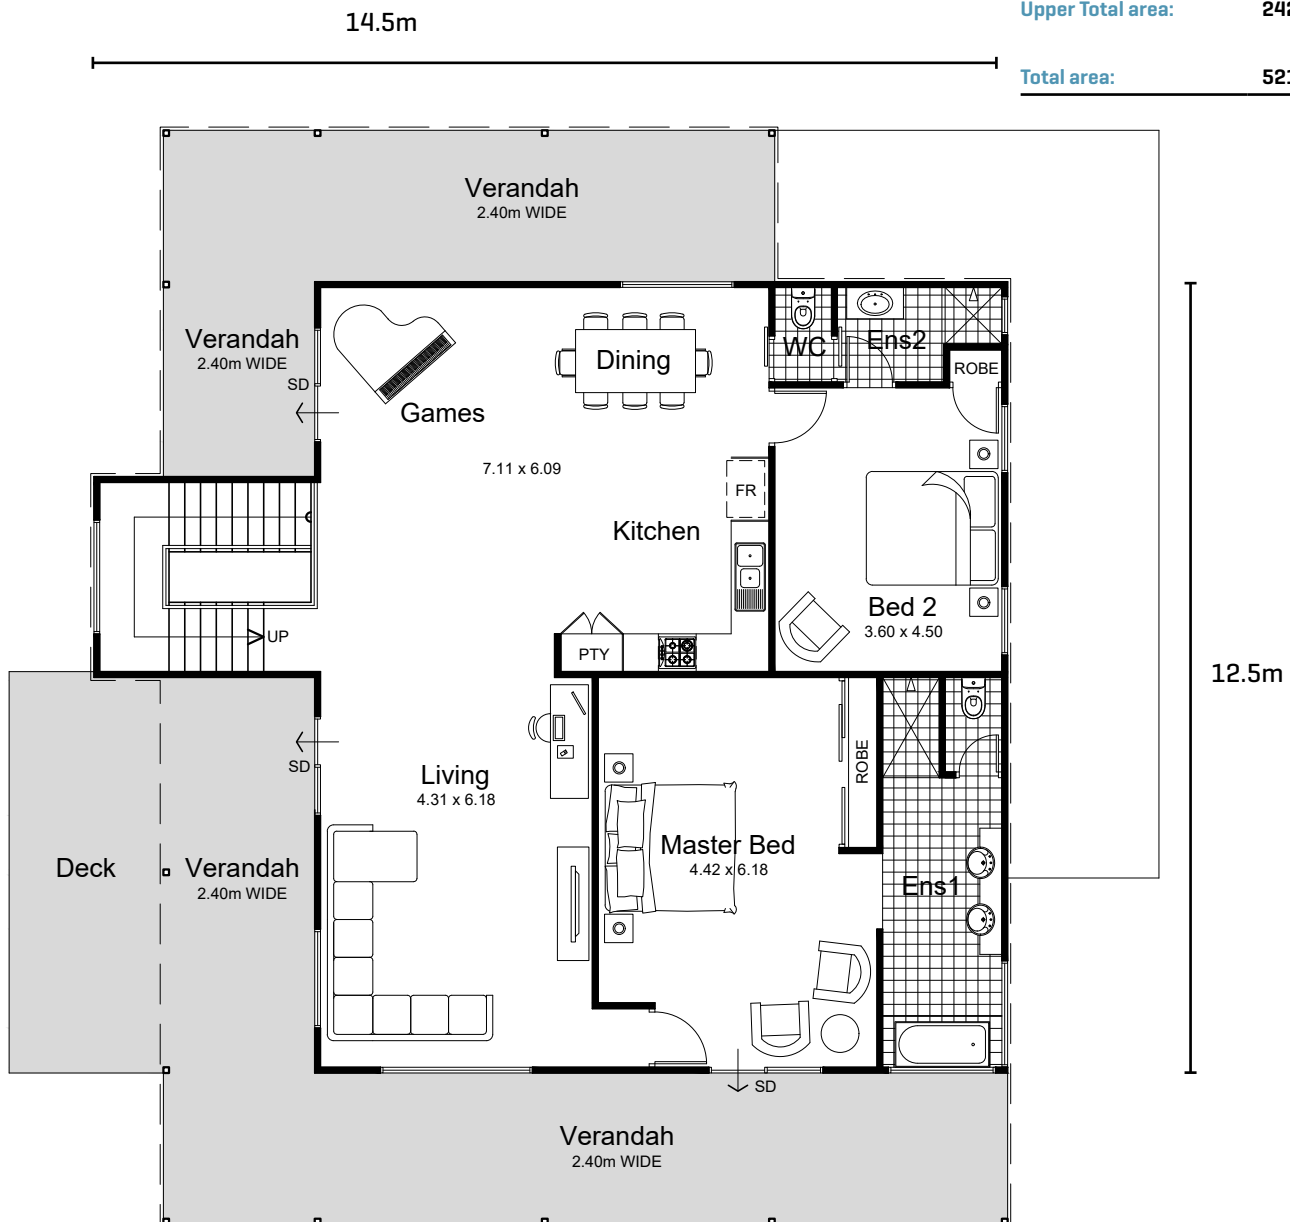 14.5m
Upper Total area:
Total area:
Verandah
2.40m WIDE
Verandah
2.40m WIDE
SD
Games
Dining
WC
Ens2
ROBE
7.11 x 6.09
FR
Kitchen
Bed 2
3.60 x 4.50
UP
PTY
12.5m
SD
Living
4.31 x 6.18
ROBE
Master Bed
4.42 x 6.18
Deck
Verandah
2.40m WIDE
Ens1
SD
Verandah
2.40m WIDE